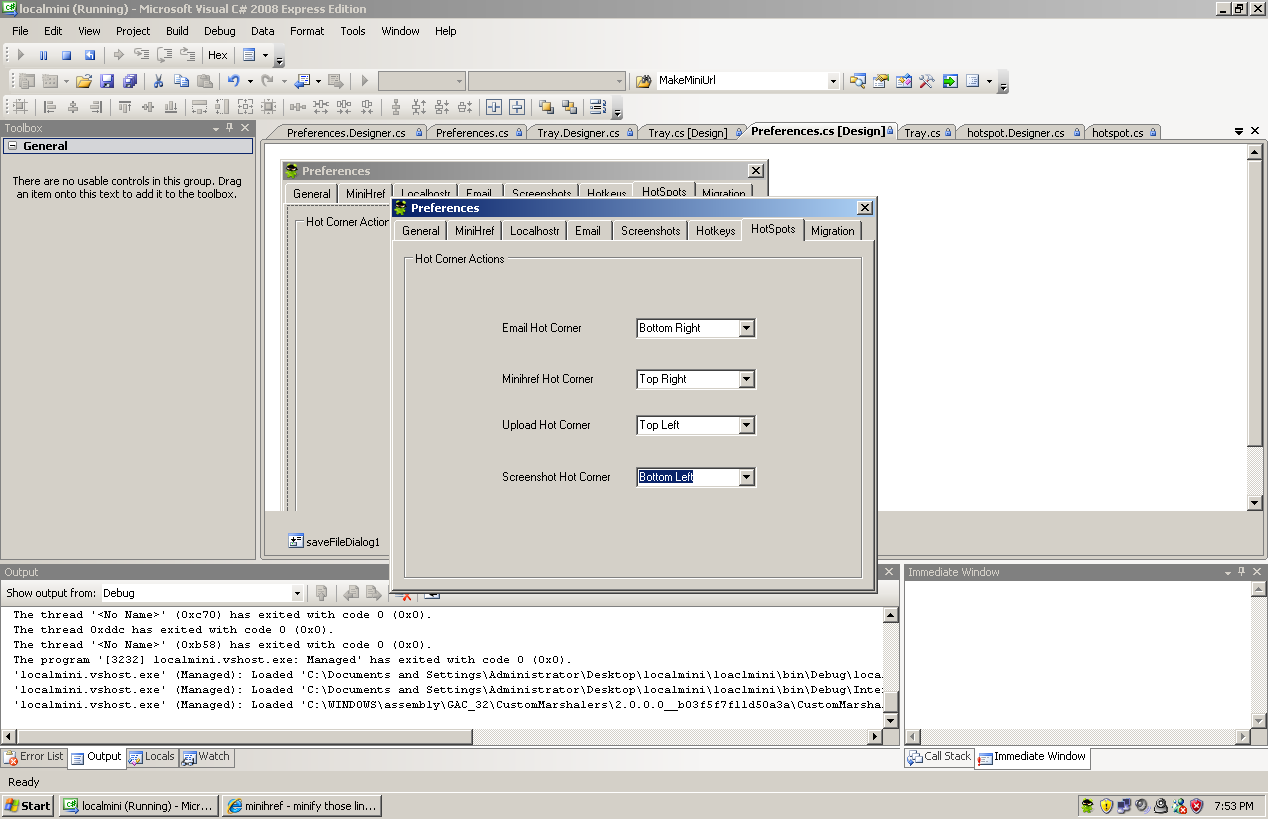 localmini (Running) - Microsoft Visual C# 2008 Express Edition
File Edit View Project Build Debug Data Format Tools Window Help
Hex
MakeMiniUrl
Toolbox
Preferences.Designer.cs Preferences.cs Tray.Designer.cs Tray.cs [Design] Preferences.cs [Design] Tray.cs hotspot.Designer.cs hotspot.cs
General
There are no usable controls in this group. Drag
an item onto this text to add it to the toolbox.
Preferences
General MiniHref Localhostr Email Screenshots Hotkeys HotSpots Migration
Hot Corner Action
Preferences
General MiniHref Localhostr Email Screenshots Hotkeys HotSpots Migration
Hot Corner Actions
Email Hot Corner Bottom Right
Minihref Hot Corner Top Right
Upload Hot Corner Top Left
Screenshot Hot Corner Bottom Left
saveFileDialog1
Output
Show output from: Debug
The thread '<No Name>' (0xc70) has exited with code 0 (0x0).
The thread 0xddc has exited with code 0 (0x0).
The thread '<No Name>' (0xb58) has exited with code 0 (0x0).
The program '[3232] localmini.vshost.exe: Managed' has exited with code 0 (0x0).
'localmini.vshost.exe' (Managed): Loaded 'C:\Documents and Settings\Administrator\Desktop\localmini\loaclmini\bin\Debug\loca
'localmini.vshost.exe' (Managed): Loaded 'C:\Documents and Settings\Administrator\Desktop\localmini\loaclmini\bin\Debug\Inte
'localmini.vshost.exe' (Managed): Loaded 'C:\WINDOWS\assembly\GAC_32\CustomMarshalers\2.0.0.0__b03f5f7f11d50a3a\CustomMarsha
Immediate Window
Error List Output Locals Watch
Call Stack Immediate Window
Ready
Start localmini (Running) - Micr... minihref - minify those lin... 7:53 PM